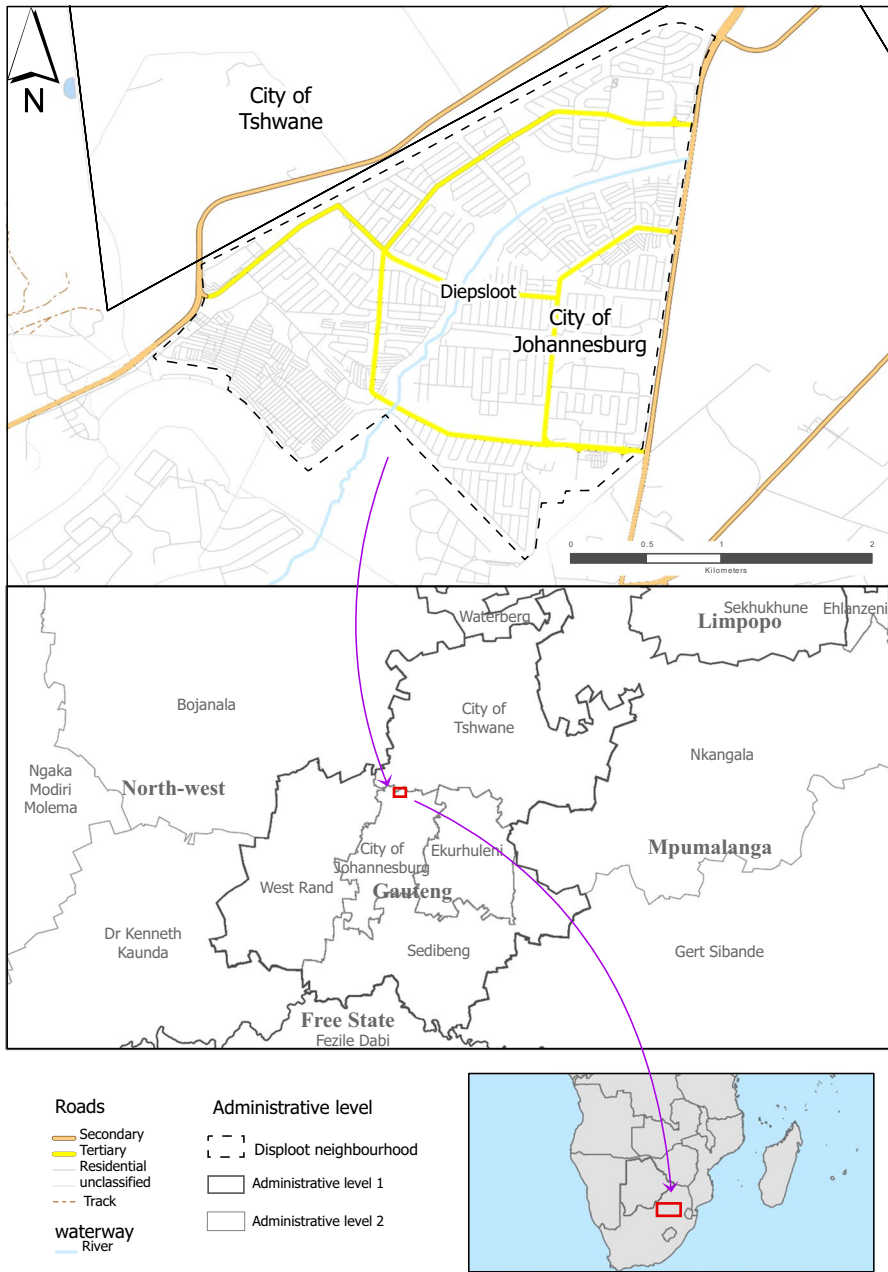 N
City of
Tshwane
Diepsloot
City of
Johannesburg
0
0.5
1
2
Kilometers
Waterberg
Sekhukhune
Ehlanzeni
Limpopo
Bojanala
City of
Tshwane
Nkangala
Ngaka
Modiri
Molema
North-west
City of
Johannesburg
Ekurhuleni
Mpumalanga
West Rand
Gauteng
Dr Kenneth
Kaunda
Sedibeng
Gert Sibande
Free State
Fezile Dabi
Roads
Secondary
Tertiary
Residential
unclassified
Track
waterway
River
Administrative level
Disploot neighbourhood
Administrative level 1
Administrative level 2